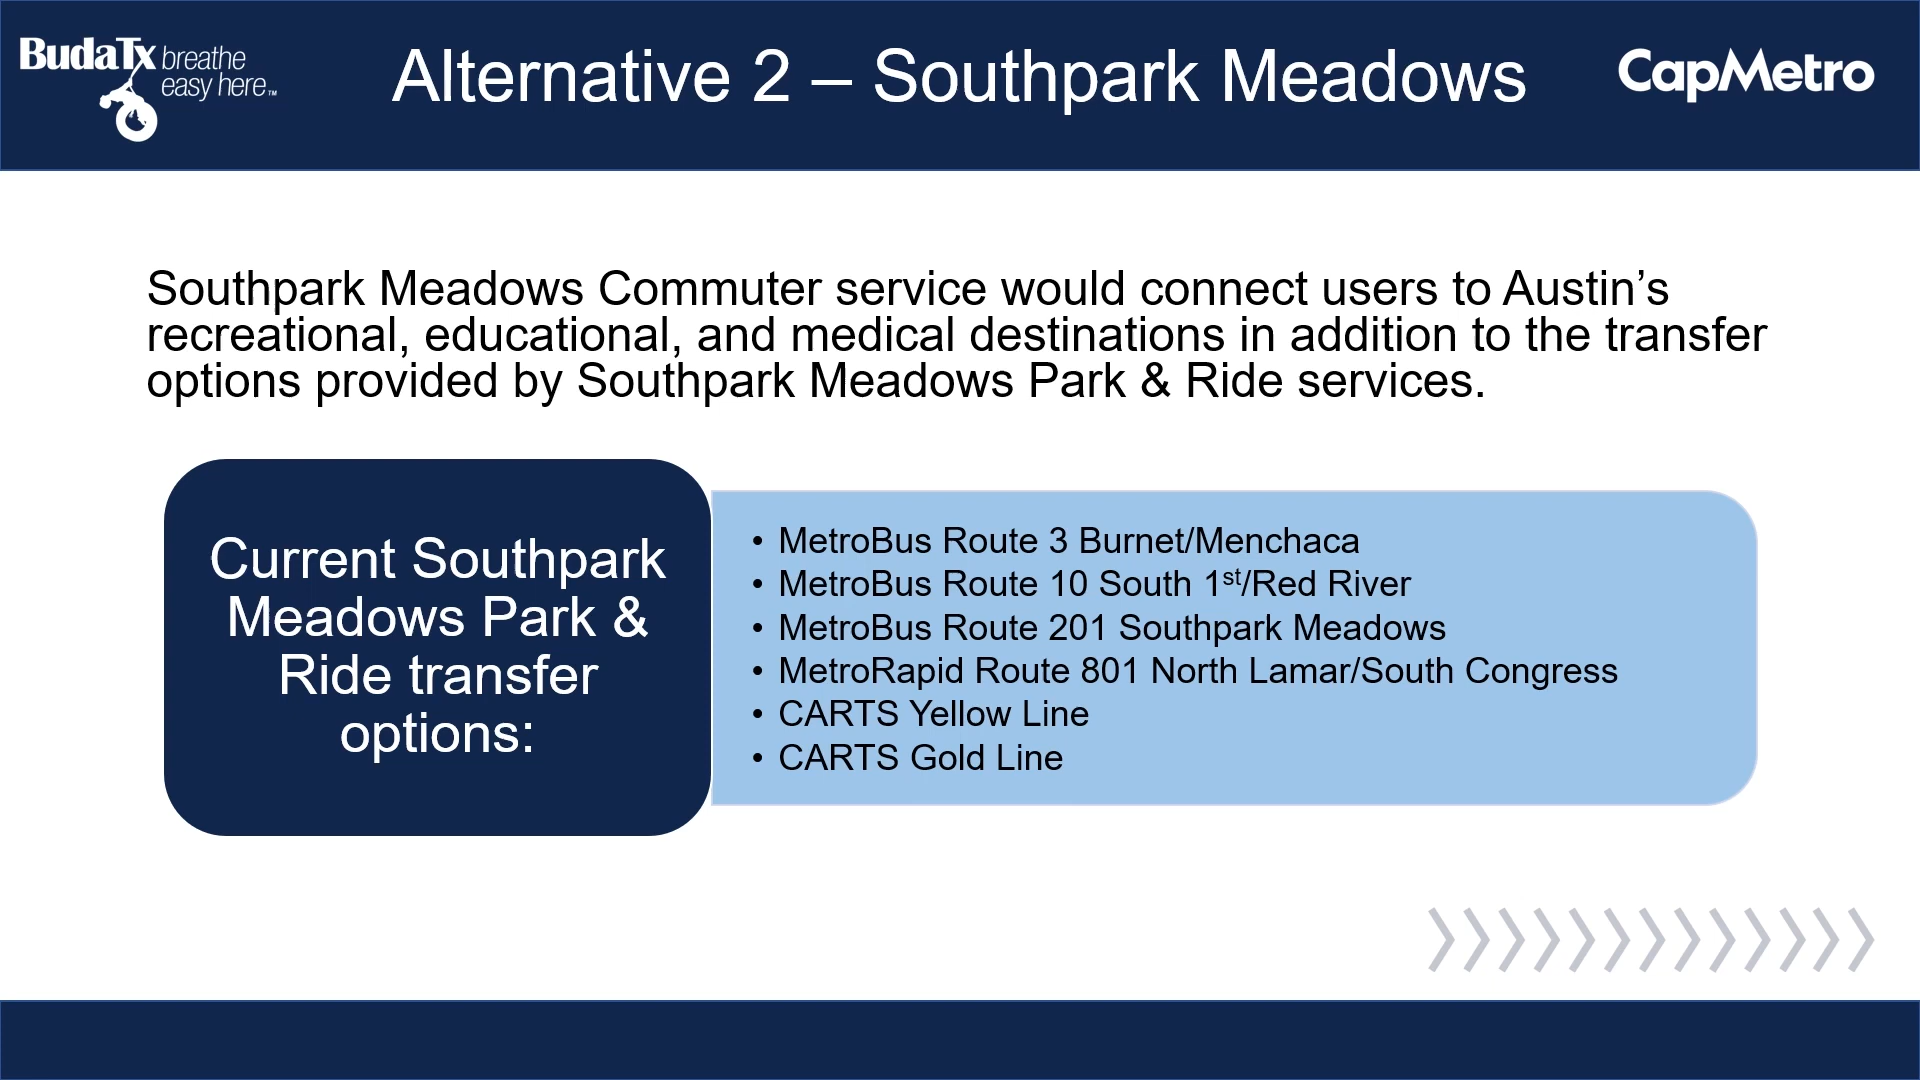 BudaTx breathe
easy here™
Alternative 2 – Southpark Meadows
CapMetro
Southpark Meadows Commuter service would connect users to Austin’s
recreational, educational, and medical destinations in addition to the transfer
options provided by Southpark Meadows Park & Ride services.
Current Southpark
Meadows Park &
Ride transfer
options:
• MetroBus Route 3 Burnet/Menchaca
• MetroBus Route 10 South 1st/Red River
• MetroBus Route 201 Southpark Meadows
• MetroRapid Route 801 North Lamar/South Congress
• CARTS Yellow Line
• CARTS Gold Line